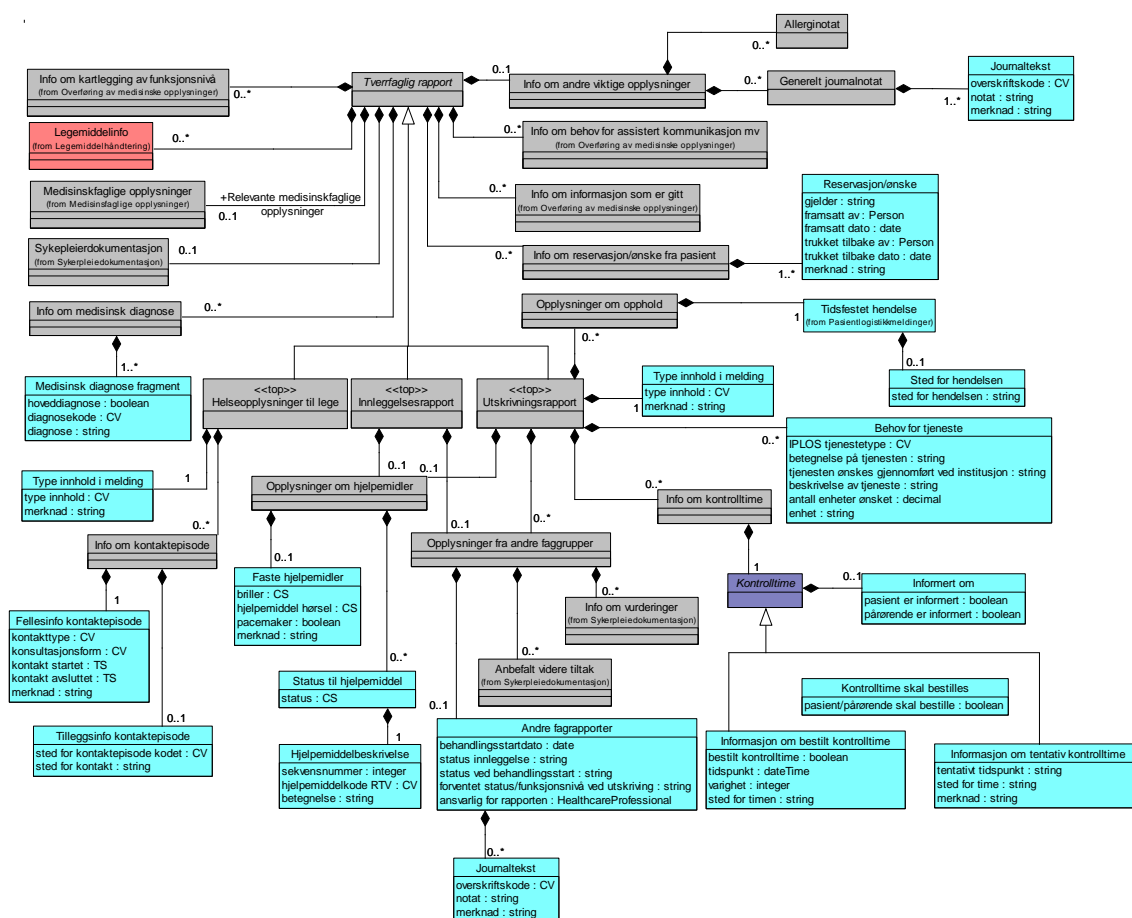 Allerginotat
0..*
Info om kartlegging av funksjonsnivå
(from Overføring av medisinske opplysninger)
0..*
Tverrfaglig rapport
0..1
Info om andre viktige opplysninger
0..*
Generelt journalnotat
1..*
Journaltekst
overskriftskode : CV
notat : string
merknad : string
Legemiddelinfo
(from Legemiddelhåndtering)
0..*
0..*
Info om behov for assistert kommunikasjon mv
(from Overføring av medisinske opplysninger)
Medisinskfaglige opplysninger
(from Medisinsfaglige opplysninger)
0..1
+Relevante medisinskfaglige
opplysninger
0..*
Info om informasjon som er gitt
(from Overføring av medisinske opplysninger)
Reservasjon/ønske
gjelder : string
framsatt av : Person
framsatt dato : date
trukket tilbake av : Person
trukket tilbake dato : date
merknad : string
Sykepleierdokumentasjon
(from Sykerpleiedokumentasjon)
0..1
0..*
Info om reservasjon/ønske fra pasient
1..*
Info om medisinsk diagnose
0..*
Opplysninger om opphold
0..*
1
Tidsfestet hendelse
(from Pasientlogistikkmeldinger)
0..1
1..*
Medisinsk diagnose fragment
hoveddiagnose : boolean
diagnosekode : CV
diagnose : string
<<top>>
Helseopplysninger til lege
<<top>>
Innleggelsesrapport
<<top>>
Utskrivningsrapport
Type innhold i melding
type innhold : CV
merknad : string
1
Sted for hendelsen
sted for hendelsen : string
Behov for tjeneste
IPLOS tjenestetype : CV
betegnelse på tjenesten : string
tjenesten ønskes gjennomført ved institusjon : string
beskrivelse av tjeneste : string
antall enheter ønsket : decimal
enhet : string
0..*
Type innhold i melding
type innhold : CV
merknad : string
1
0..*
0..1
0..1
Opplysninger om hjelpemidler
0..*
Info om kontrolltime
Info om kontaktepisode
0..1
0..*
Opplysninger fra andre faggrupper
0..1
Faste hjelpemidler
briller : CS
hjelpemiddel hørsel : CS
pacemaker : boolean
merknad : string
1
Kontrolltime
0..1
Informert om
pasient er informert : boolean
pårørende er informert : boolean
1
Fellesinfo kontaktepisode
kontakttype : CV
konsultasjonsform : CV
kontakt startet : TS
kontakt avsluttet : TS
merknad : string
0..*
Info om vurderinger
(from Sykerpleiedokumentasjon)
0..*
Anbefalt videre tiltak
(from Sykerpleiedokumentasjon)
0..*
Status til hjelpemiddel
status : CS
Kontrolltime skal bestilles
pasient/pårørende skal bestille : boolean
0..1
Tilleggsinfo kontaktepisode
sted for kontaktepisode kodet : CV
sted for kontakt : string
1
Hjelpemiddelbeskrivelse
sekvensnummer : integer
hjelpemiddelkode RTV : CV
betegnelse : string
0..1
Andre fagrapporter
behandlingsstartdato : date
status innleggelse : string
status ved behandlingsstart : string
forventet status/funksjonsnivå ved utskriving : string
ansvarlig for rapporten : HealthcareProfessional
Informasjon om bestilt kontrolltime
bestilt kontrolltime : boolean
tidspunkt : dateTime
varighet : integer
sted for timen : string
Informasjon om tentativ kontrolltime
tentativt tidspunkt : string
sted for time : string
merknad : string
0..*
Journaltekst
overskriftskode : CV
notat : string
merknad : string